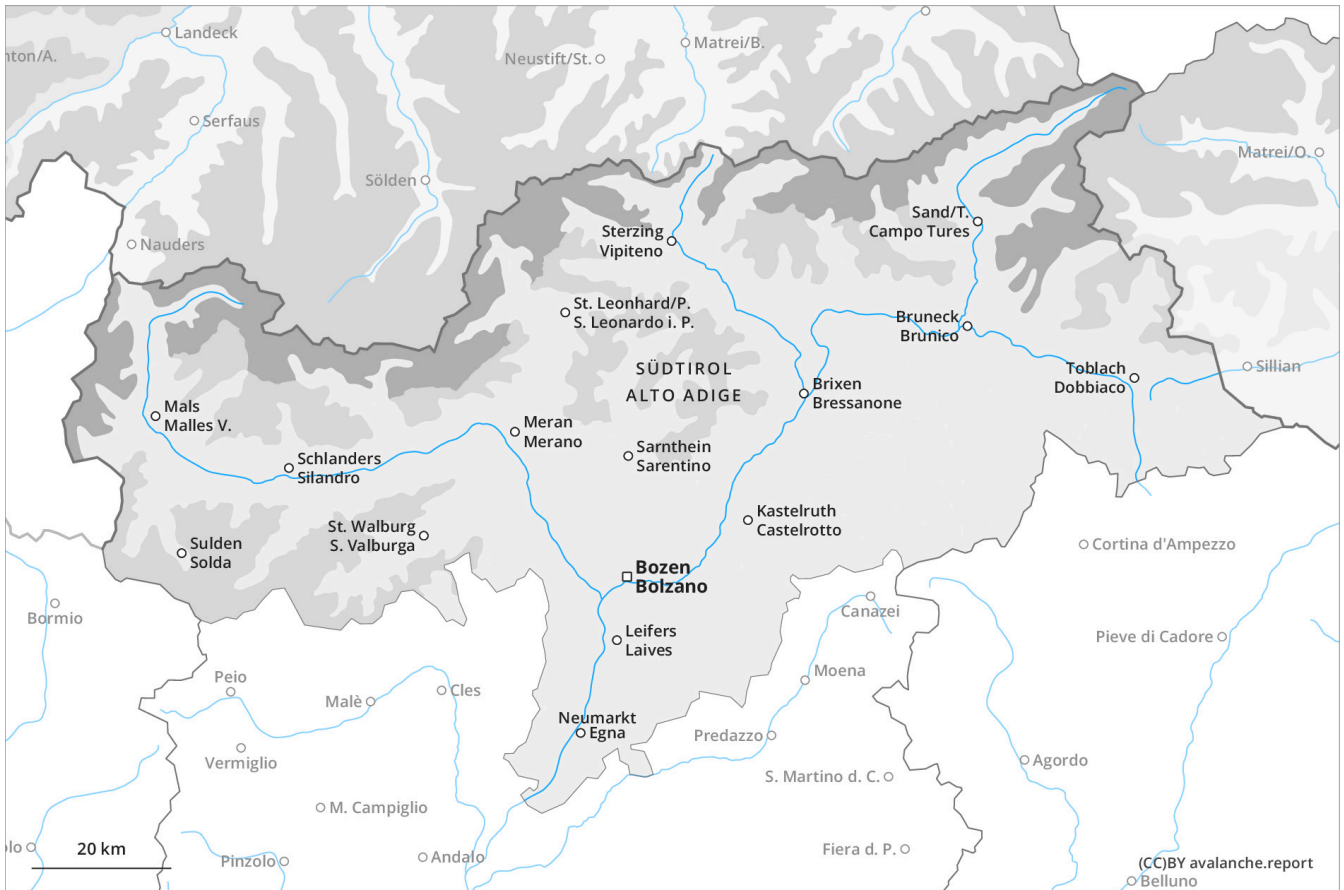 Landeck
nton/A.
Matrei/B.
Neustift/St.
Serfaus
Matrei/O.
Sölden
Sand/T.
Campo Tures
Sterzing
Vipiteno
Nauders
St. Leonhard/P.
S. Leonardo i. P.
Bruneck
Brunico
SÜDTIROL
ALTO ADIGE
Toblach
Dobbiaco
Sillian
Brixen
Bressanone
Mals
Malles V.
Meran
Merano
Schlanders
Silandro
Sarnthein
Sarentino
Kastelruth
Castelrotto
St. Walburg
S. Valburga
Sulden
Solda
Cortina d'Ampezzo
Bozen
Bolzano
Bormio
Canazei
Leifers
Laives
Pieve di Cadore
Peio
Moena
Malè
Cles
Neumarkt
Egna
Predazzo
Vermiglio
Agordo
S. Martino d. C.
M. Campiglio
20 km
olo
Pinzolo
Andalo
Fiera d. P.
(CC)BY avalanche.report
Belluno